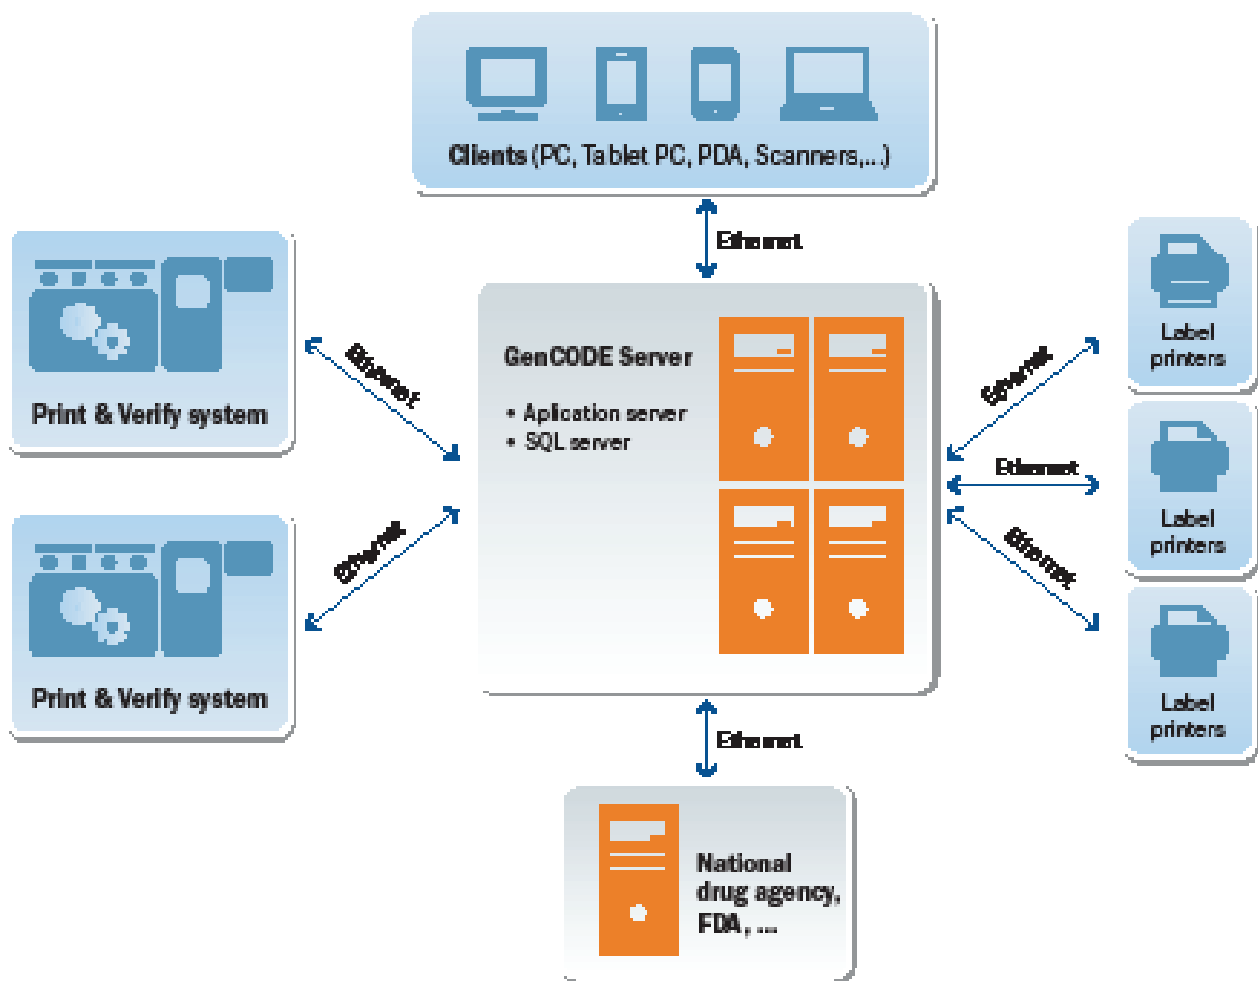 Clients (PC, Tablet PC, PDA, Scanners,...)
Ethernet
Print & Verify system
Ethernet
GenCODE Server
• Aplication server
• SQL server
Ethernet
Label
printers
Ethernet
Label
printers
Print & Verify system
Ethernet
Ethernet
Label
printers
Ethernet
National
drug agency,
FDA, ...